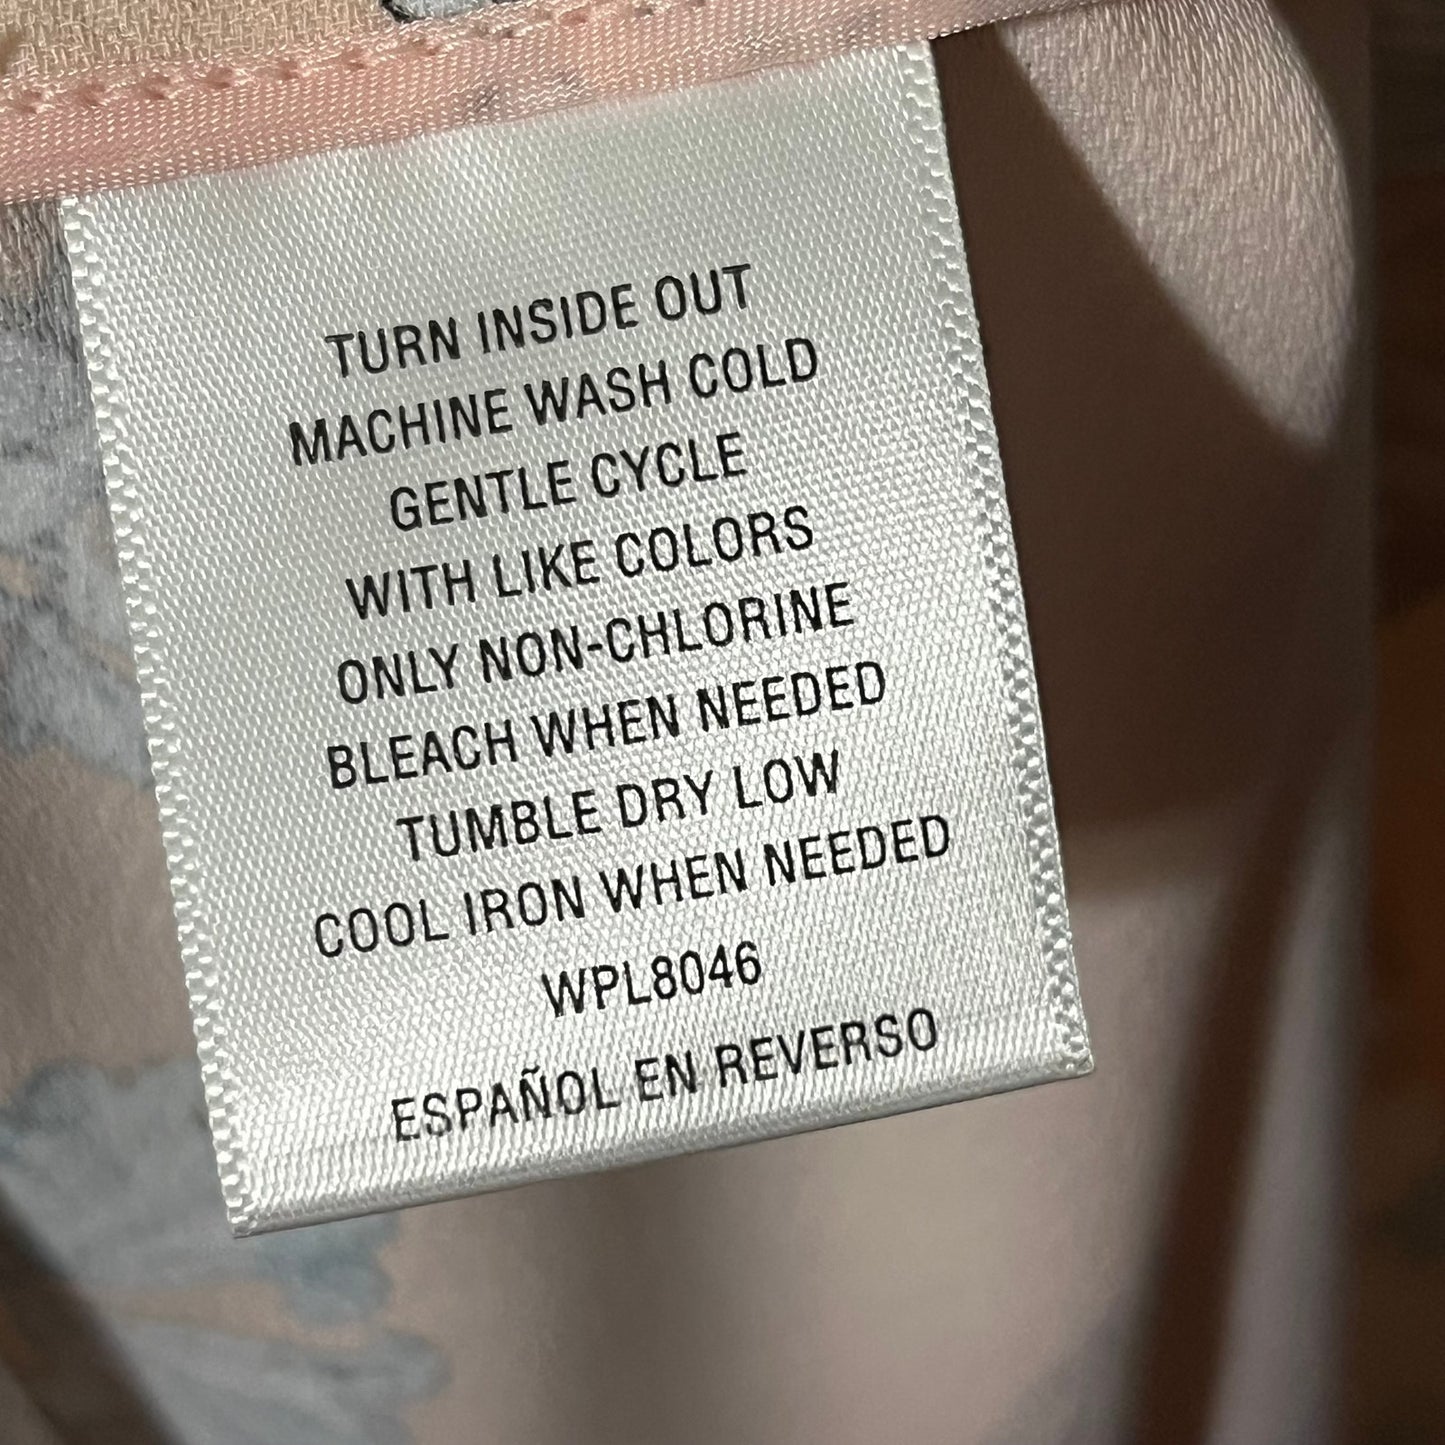 TURN INSIDE OUT
MACHINE WASH COLD
GENTLE CYCLE
WITH LIKE COLORS
ONLY NON-CHLORINE
BLEACH WHEN NEEDED
TUMBLE DRY LOW
COOL IRON WHEN NEEDED
WPL8046
ESPAÑOL EN REVERSO